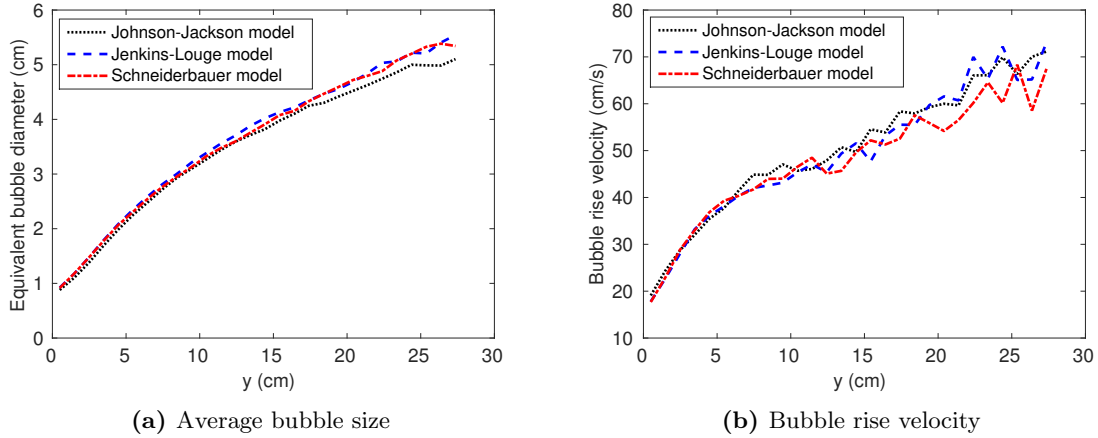 Equivalent bubble diameter (cm)
6
5
4
3
2
1
0
Johnson-Jackson model
Jenkins-Louge model
Schneiderbauer model
0 5 10 15 20 25 30
y (cm)
(a) Average bubble size
Bubble rise velocity (cm/s)
80
70
60
50
40
30
20
10
Johnson-Jackson model
Jenkins-Louge model
Schneiderbauer model
0 5 10 15 20 25 30
y (cm)
(b) Bubble rise velocity